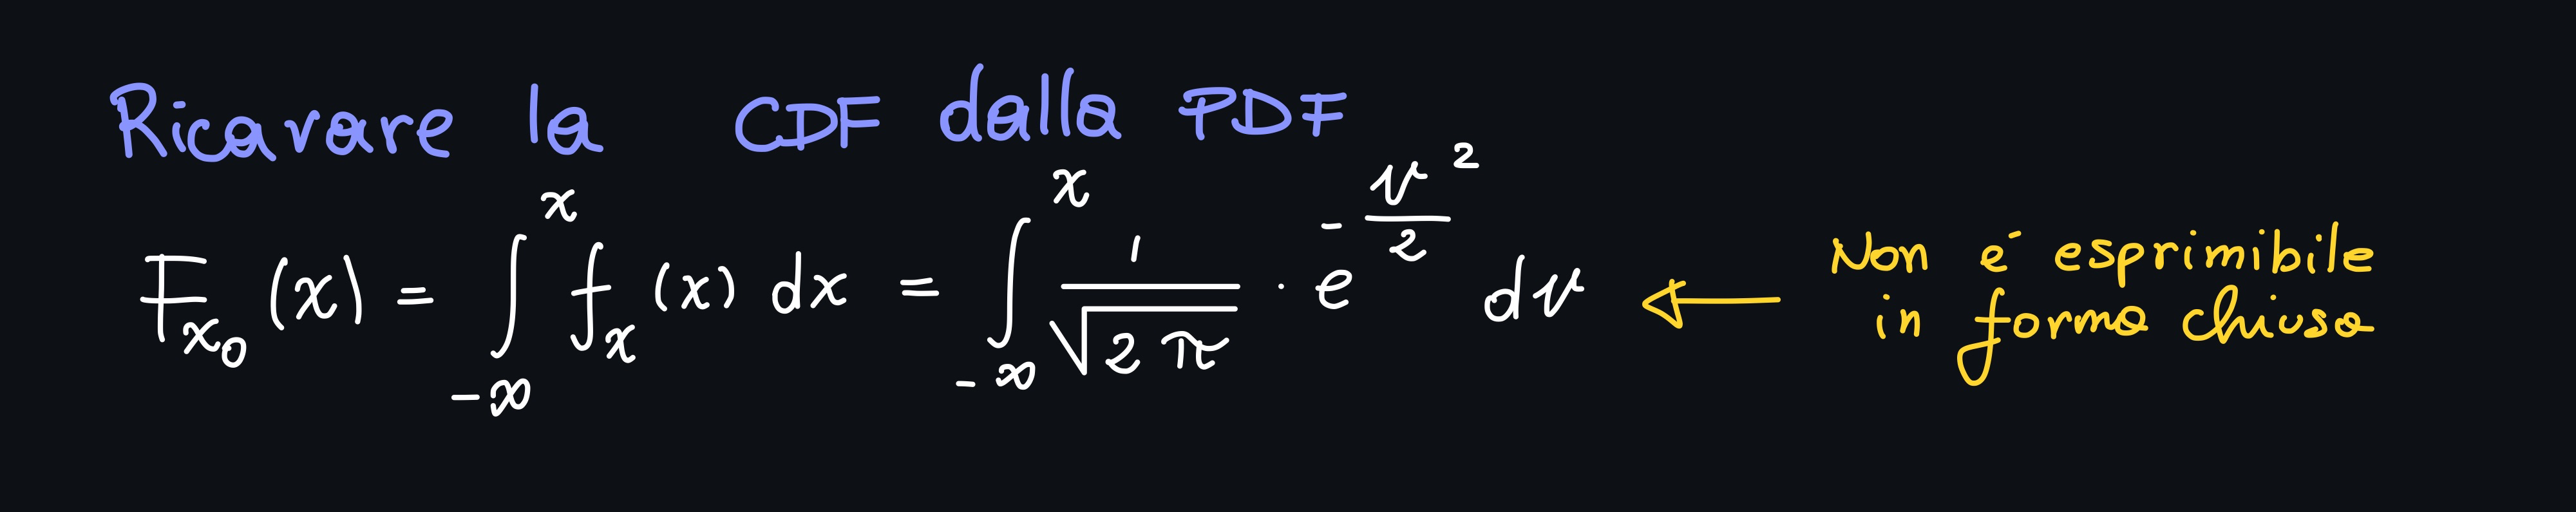 Ricavare la CDF dalla PDF
F_{x_0}(x) = \int_{-\infty}^{x} f_x(x) dx = \int_{-\infty}^{x} \frac{1}{\sqrt{2\pi}} \cdot e^{-\frac{v^2}{2}} dv
Non é esprimibile
in forma chiusa